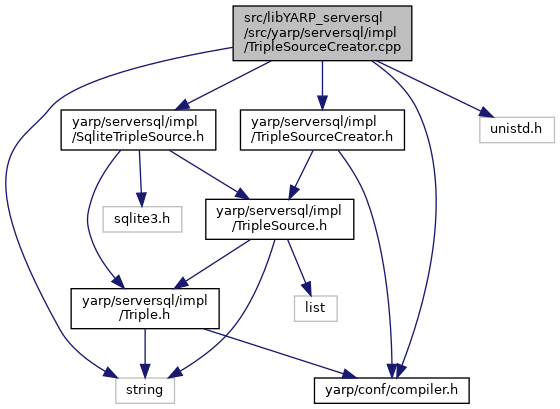 src/libYARP_serversql
/src/yarp/serversql/impl
/TripleSourceCreator.cpp
yarp/serversql/impl
/SqliteTripleSource.h
yarp/serversql/impl
/TripleSourceCreator.h
unistd.h
sqlite3.h
yarp/serversql/impl
/TripleSource.h
yarp/serversql/impl
/Triple.h
list
string
yarp/conf/compiler.h